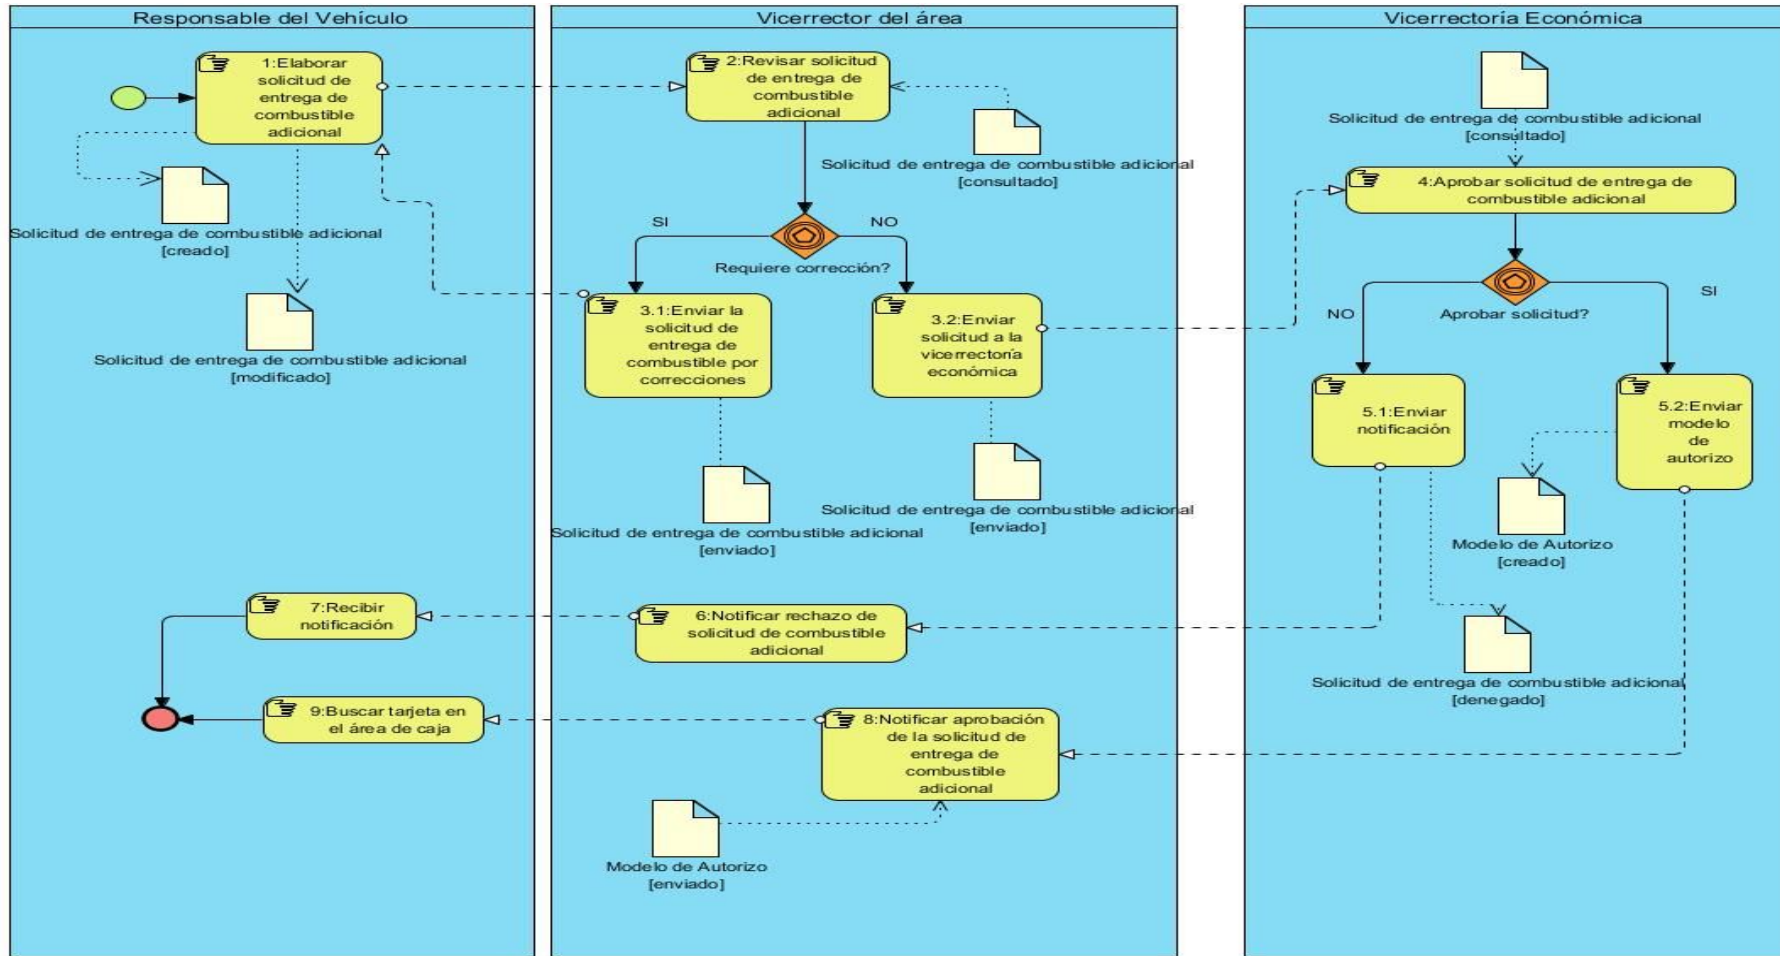 Responsable del Vehículo
Vicerrector del área
Vicerrectoría Económica
1:Elaborar
solicitud de
entrega de
combustible
adicional
Solicitud de entrega de combustible adicional
[creado]
Solicitud de entrega de combustible adicional
[modificado]
2:Revisar solicitud
de entrega de
combustible
adicional
Solicitud de entrega de combustible adicional
[consultado]
SI
NO
Requiere corrección?
3.1:Enviar la
solicitud de
entrega de
combustible por
correcciones
3.2:Enviar
solicitud a la
vicerrectoría
económica
Solicitud de entrega de combustible adicional
[enviado]
Solicitud de entrega de combustible adicional
[enviado]
Solicitud de entrega de combustible adicional
[consultado]
4:Aprobar solicitud de entrega de
combustible adicional
NO
SI
Aprobar solicitud?
5.1:Enviar
notificación
5.2:Enviar
modelo
de
autorizo
Modelo de Autorizo
[creado]
Solicitud de entrega de combustible adicional
[denegado]
6:Notificar rechazo de
solicitud de combustible
adicional
7:Recibir
notificación
8:Notificar aprobación
de la solicitud de
entrega de
combustible
adicional
9:Buscar tarjeta en
el área de caja
Modelo de Autorizo
[enviado]